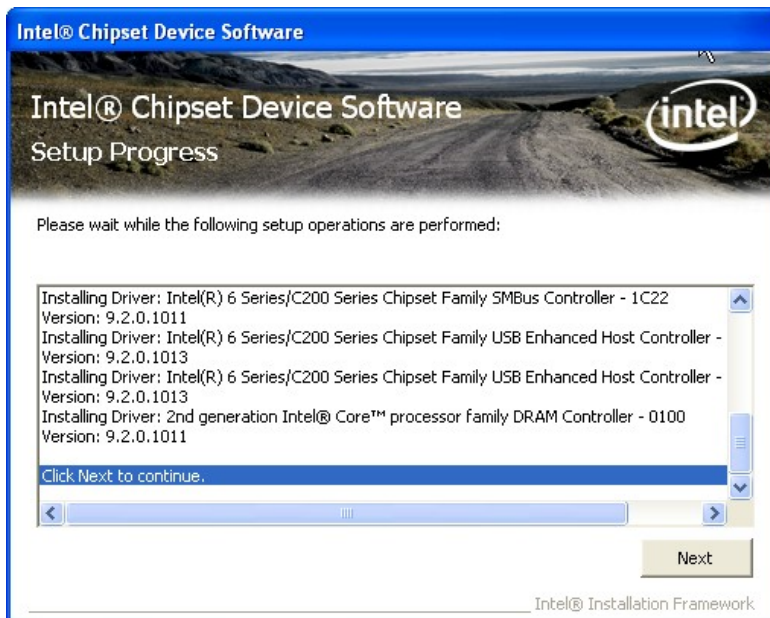 Intel® Chipset Device Software
Intel® Chipset Device Software
Setup Progress
intel
Please wait while the following setup operations are performed:
Installing Driver: Intel(R) 6 Series/C200 Series Chipset Family SMBus Controller - 1C22
Version: 9.2.0.1011
Installing Driver: Intel(R) 6 Series/C200 Series Chipset Family USB Enhanced Host Controller -
Version: 9.2.0.1013
Installing Driver: Intel(R) 6 Series/C200 Series Chipset Family USB Enhanced Host Controller -
Version: 9.2.0.1013
Installing Driver: 2nd generation Intel® Core™ processor family DRAM Controller - 0100
Version: 9.2.0.1011
Click Next to continue.
Next
Intel® Installation Framework